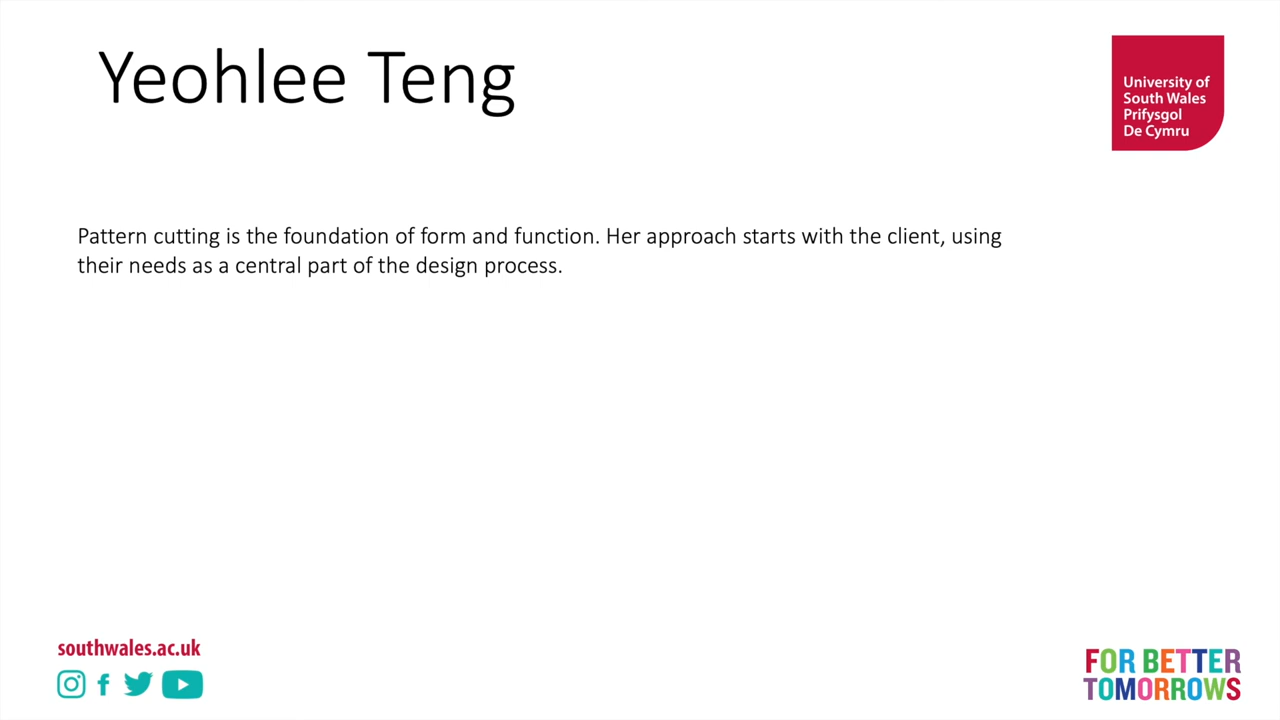 Yeohlee Teng
University of
South Wales
Prifysgol
De Cymru
Pattern cutting is the foundation of form and function. Her approach starts with the client, using
their needs as a central part of the design process.
southwales.ac.uk
FOR BETTER
TOMORROWS